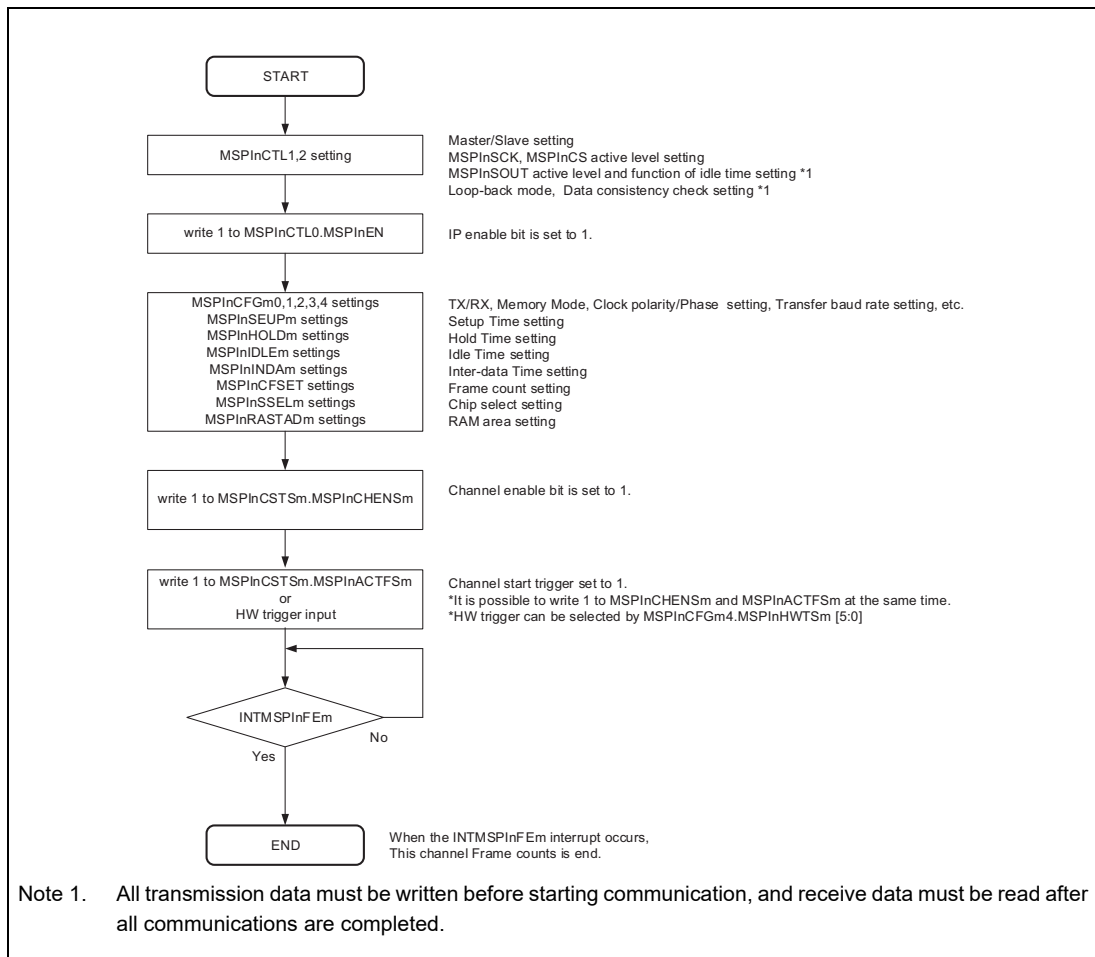 START
MSPInCTL1,2 setting
Master/Slave setting
MSPInSCK, MSPInCS active level setting
MSPInSOUT active level and function of idle time setting *1
Loop-back mode, Data consistency check setting *1
write 1 to MSPInCTL0.MSPInEN
IP enable bit is set to 1.
MSPInCFGm0,1,2,3,4 settings
MSPInSEUPm settings
MSPInHOLDm settings
MSPInIDLEm settings
MSPInINDAm settings
MSPInCFSET settings
MSPInSSELm settings
MSPInRASTADm settings
TX/RX, Memory Mode, Clock polarity/Phase setting, Transfer baud rate setting, etc.
Setup Time setting
Hold Time setting
Idle Time setting
Inter-data Time setting
Frame count setting
Chip select setting
RAM area setting
write 1 to MSPInCSTSm.MSPInCHENSm
Channel enable bit is set to 1.
write 1 to MSPInCSTSm.MSPInACTFSm
or
HW trigger input
Channel start trigger set to 1.
*It is possible to write 1 to MSPInCHENSm and MSPInACTFSm at the same time.
*HW trigger can be selected by MSPInCFGm4.MSPInHWTSm [5:0]
INTMSPInFEm
No
Yes
END
When the INTMSPInFEm interrupt occurs,
This channel Frame counts is end.
Note 1. All transmission data must be written before starting communication, and receive data must be read after
all communications are completed.